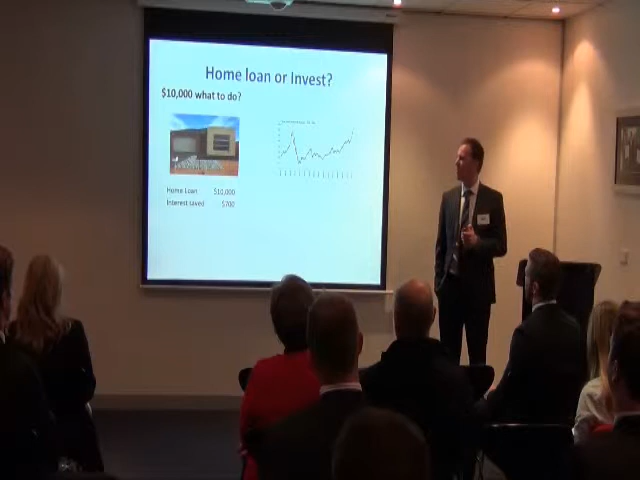 Home loan or Invest?
$10,000 what to do?
Home Loan $10,000
Interest saved $700